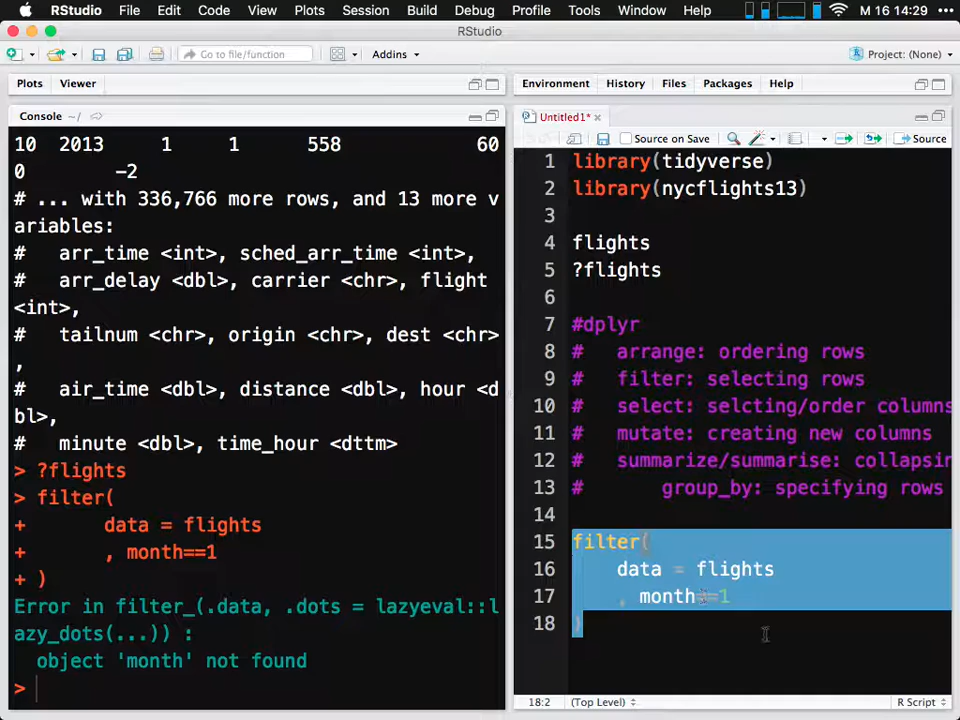 RStudio File Edit Code View Plots Session Build Debug Profile Tools Window Help M 16 14:29
RStudio
Go to file/function Addins Project: (None)
Plots Viewer
Console ~/
10 2013 1 1 558 60
0 -2
# ... with 336,766 more rows, and 13 more v
ariables:
# arr_time <int>, sched_arr_time <int>,
# arr_delay <dbl>, carrier <chr>, flight
<int>,
# tailnum <chr>, origin <chr>, dest <chr>
,
# air_time <dbl>, distance <dbl>, hour <d
bl>,
# minute <dbl>, time_hour <dttm>
> ?flights
> filter(
+ data = flights
+ , month==1
+ )
Error in filter_(.data, .dots = lazyeval::l
azy_dots(...)) :
object 'month' not found
>
Environment History Files Packages Help
Untitled1*
Source on Save Source
1 library(tidyverse)
2 library(nycflights13)
3
4 flights
5 ?flights
6
7 #dplyr
8 # arrange: ordering rows
9 # filter: selecting rows
10 # select: selcting/order columns
11 # mutate: creating new columns
12 # summarize/summarise: collapsin
13 # group_by: specifying rows
14
15 filter(
16 data = flights
17 , month==1
18 )
18:2 (Top Level) R Script